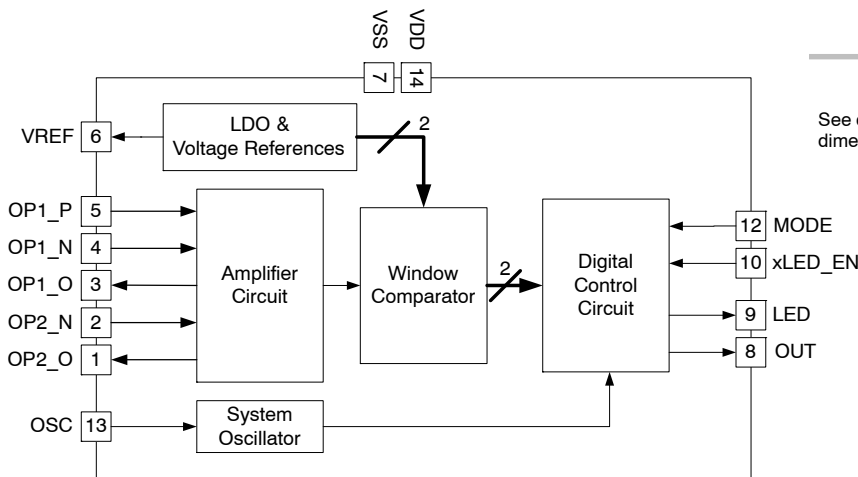 VSS
VDD
7
14
See
dime
VREF
6
LDO &
Voltage References
2
OP1_P
5
OP1_N
4
OP1_O
3
OP2_N
2
OP2_O
1
Amplifier
Circuit
Window
Comparator
2
Digital
Control
Circuit
12
MODE
10
xLED_EN
9
LED
8
OUT
OSC
13
System
Oscillator